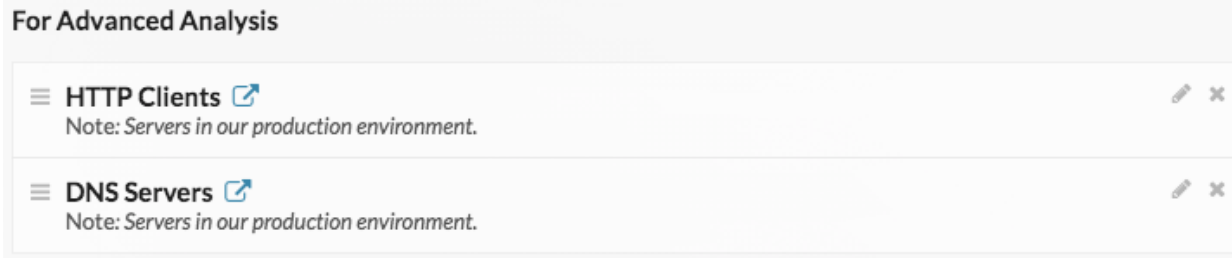 For Advanced Analysis
HTTP Clients
Note: Servers in our production environment.
DNS Servers
Note: Servers in our production environment.